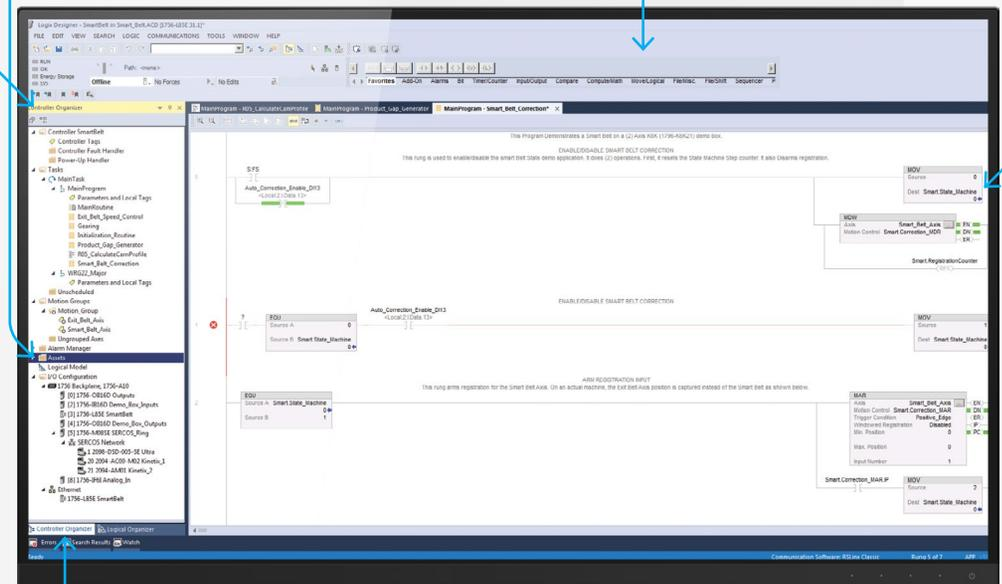 Logix Designer - SmartBelt in Smart_Belt.ACD [1756-L85E 31.1]*
FILE EDIT VIEW SEARCH LOGIC COMMUNICATIONS TOOLS WINDOW HELP
RUN
OK
Energy Storage
I/O
Path: <none>
Offline
No Forces
No Edits
Favorites Add-On Alarms Bit Timer/Counter Input/Output Compare Compute/Math Move/Logical File/Misc. File/Shift Sequencer
Controller Organizer
MainProgram - R05_CalculateCamProfile
MainProgram - Product_Gap_Generator
MainProgram - Smart_Belt_Correction*
Controller SmartBelt
Controller Tags
Controller Fault Handler
Power-Up Handler
Tasks
MainTask
MainProgram
Parameters and Local Tags
MainRoutine
Exit_Belt_Speed_Control
Gearing
Initialization_Routine
Product_Gap_Generator
R05_CalculateCamProfile
Smart_Belt_Correction
WRG22_Major
Parameters and Local Tags
Unscheduled
Motion Groups
Motion_Group
Exit_Belt_Axis
Smart_Belt_Axis
Ungrouped Axes
Alarm Manager
Assets
Logical Model
I/O Configuration
1756 Backplane, 1756-A10
[0] 1756-OB16D Outputs
[2] 1756-IB16D Demo_Box_Inputs
[3] 1756-L85E SmartBelt
[4] 1756-OB16D Demo_Box_Outputs
[5] 1756-M08SE SERCOS_Ring
SERCOS Network
1 2098-DSD-005-SE Ultra
20 2094-AC00-M02 Kinetix_1
21 2094-AM01 Kinetix_2
[8] 1756-IF6I Analog_In
Ethernet
1756-L85E SmartBelt
Controller Organizer
Logical Organizer
This Program Demonstrates a Smart Belt on a (2) Axis K6K (1796-K6K21) demo box.
ENABLE/DISABLE SMART BELT CORRECTION
This rung is used to enable/disable the smart Belt State demo application. It does (2) operations. First, it resets the State Machine Step counter. It also Disarms registration.
0
S:FS
Auto_Correction_Enable_DI13
<Local:2:I.Data.13>
MOV
Source 0
Dest Smart.State_Machine
0
MDW
Axis Smart_Belt_Axis
Motion Control Smart.Correction_MDR
EN
DN
ER
Smart.RegistrationCounter
ENABLE/DISABLE SMART BELT CORRECTION
1
?
EQU
Source A 0
Source B Smart.State_Machine
0
Auto_Correction_Enable_DI13
<Local:2:I.Data.13>
MOV
Source 1
Dest Smart.State_Machine
0
ARM REGISTRATION INPUT
This rung arms registration for the Smart Belt Axis. On an actual machine, the Exit Belt Axis position is captured instead of the Smart belt as shown below.
2
EQU
Source A Smart.State_Machine
0
Source B 1
MAR
Axis Smart_Belt_Axis
Motion Control Smart.Correction_MAR
Trigger Condition Positive_Edge
Windowed Registration Disabled
Min. Position 0
Max. Position 0
Input Number 1
EN
DN
ER
IP
PC
Smart.Correction_MAR.IP
MOV
Source 2
Dest Smart.State_Machine
0
Errors Search Results Watch
Ready
Communication Software: RSLinx Classic
Rung 5 of 7
APP